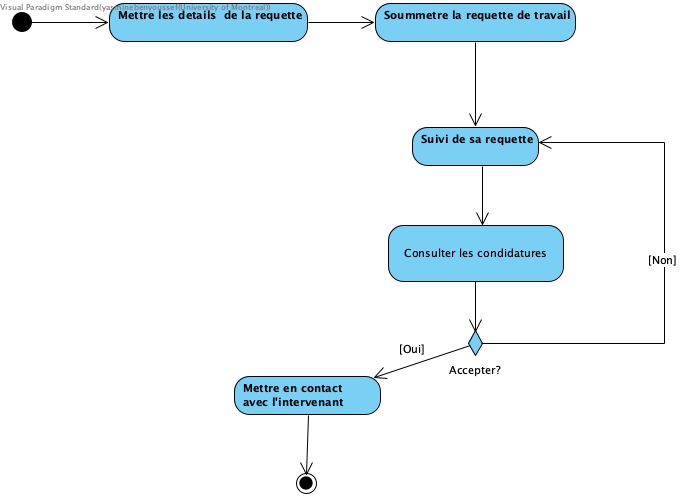 Visual Paradigm Standard(yasminebenyoussef(University of Montreal))
Mettre les details de la requette
Soummetre la requette de travail
Suivi de sa requette
Consulter les condidatures
[Non]
[Oui]
Accepter?
Mettre en contact
avec l'intervenant